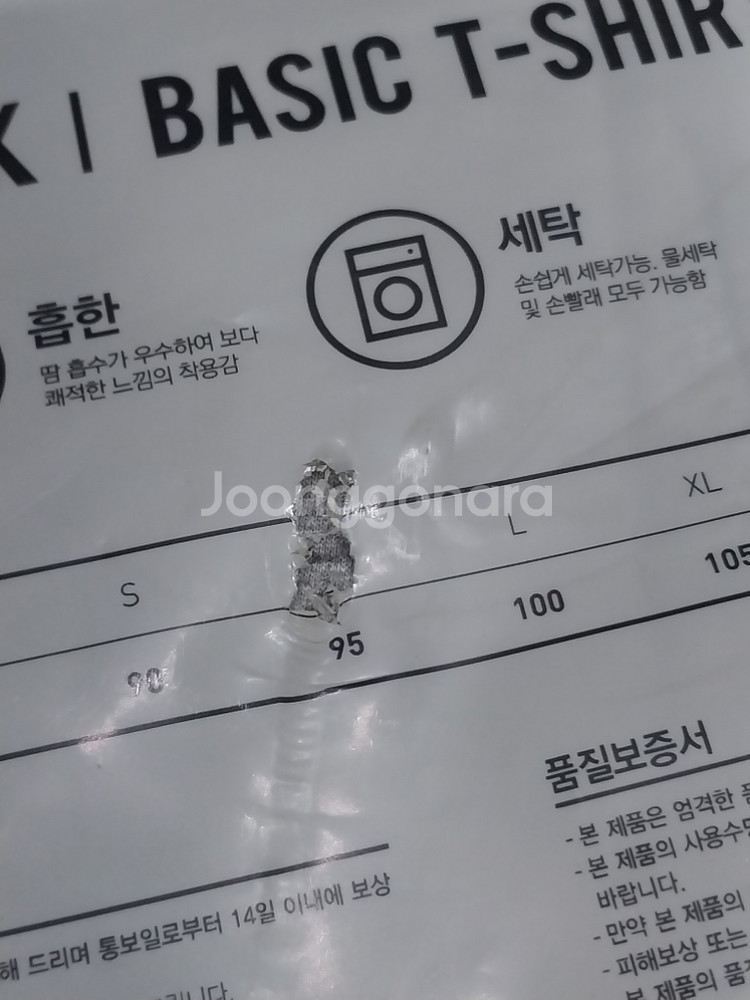 | BASIC T-SHIR
세탁
손쉽게 세탁가능. 물세탁
및 손빨래 모두 가능함
흡한
땀 흡수가 우수하여 보다
쾌적한 느낌의 착용감
Joonggonara
S L XL
90 95 100 105
품질보증서
- 본 제품은 엄격한
- 본 제품의
바랍니다.
- 만약 본 제품의
- 피해보상 또는
- 본 제품의
해 드리며 통보일로부터 14일 이내에 보상